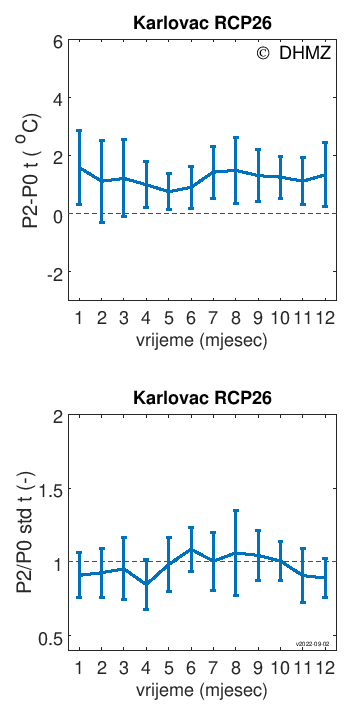 Karlovac RCP26
© DHMZ
6
4
2
0
-2
P2-P0 t ( °C)
1 2 3 4 5 6 7 8 9 10 11 12
vrijeme (mjesec)
Karlovac RCP26
2
1.5
1
0.5
P2/P0 std t (-)
v2022-09-02
1 2 3 4 5 6 7 8 9 10 11 12
vrijeme (mjesec)